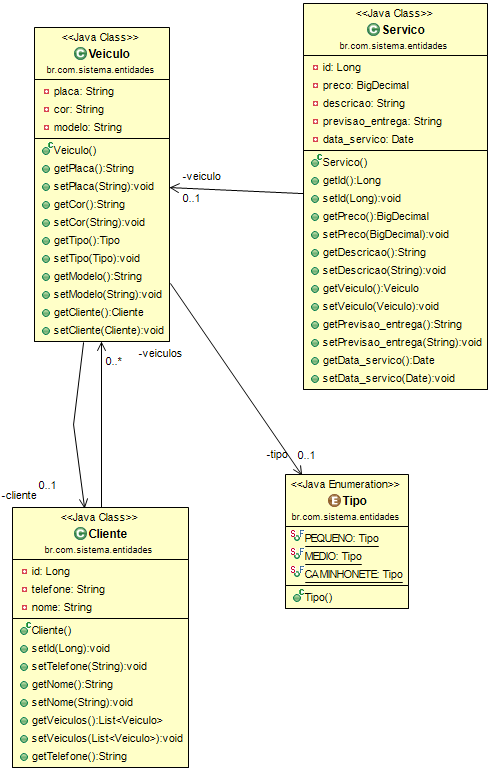 <<Java Class>>
Veiculo
br.com.sistema.entidades
placa: String
cor: String
modelo: String
Veiculo()
getPlaca():String
setPlaca(String):void
getCor():String
setCor(String):void
getTipo():Tipo
setTipo(Tipo):void
getModelo():String
setModelo(String):void
getCliente():Cliente
setCliente(Cliente):void
<<Java Class>>
Servico
br.com.sistema.entidades
id: Long
preco: BigDecimal
descricao: String
previsao_entrega: String
data_servico: Date
Servico()
getId():Long
setId(Long):void
getPreco():BigDecimal
setPreco(BigDecimal):void
getDescricao():String
setDescricao(String):void
getVeiculo():Veiculo
setVeiculo(Veiculo):void
getPrevisao_entrega():String
setPrevisao_entrega(String):void
getData_servico():Date
setData_servico(Date):void
-veiculo
0..1
-veiculos
0..*
-tipo
0..1
0..1
-cliente
<<Java Class>>
Cliente
br.com.sistema.entidades
id: Long
telefone: String
nome: String
Cliente()
setId(Long):void
setTelefone(String):void
getNome():String
setNome(String):void
getVeiculos():List<Veiculo>
setVeiculos(List<Veiculo>):void
getTelefone():String
<<Java Enumeration>>
Tipo
br.com.sistema.entidades
PEQUENO: Tipo
MEDIO: Tipo
CAMINHONETE: Tipo
Tipo()